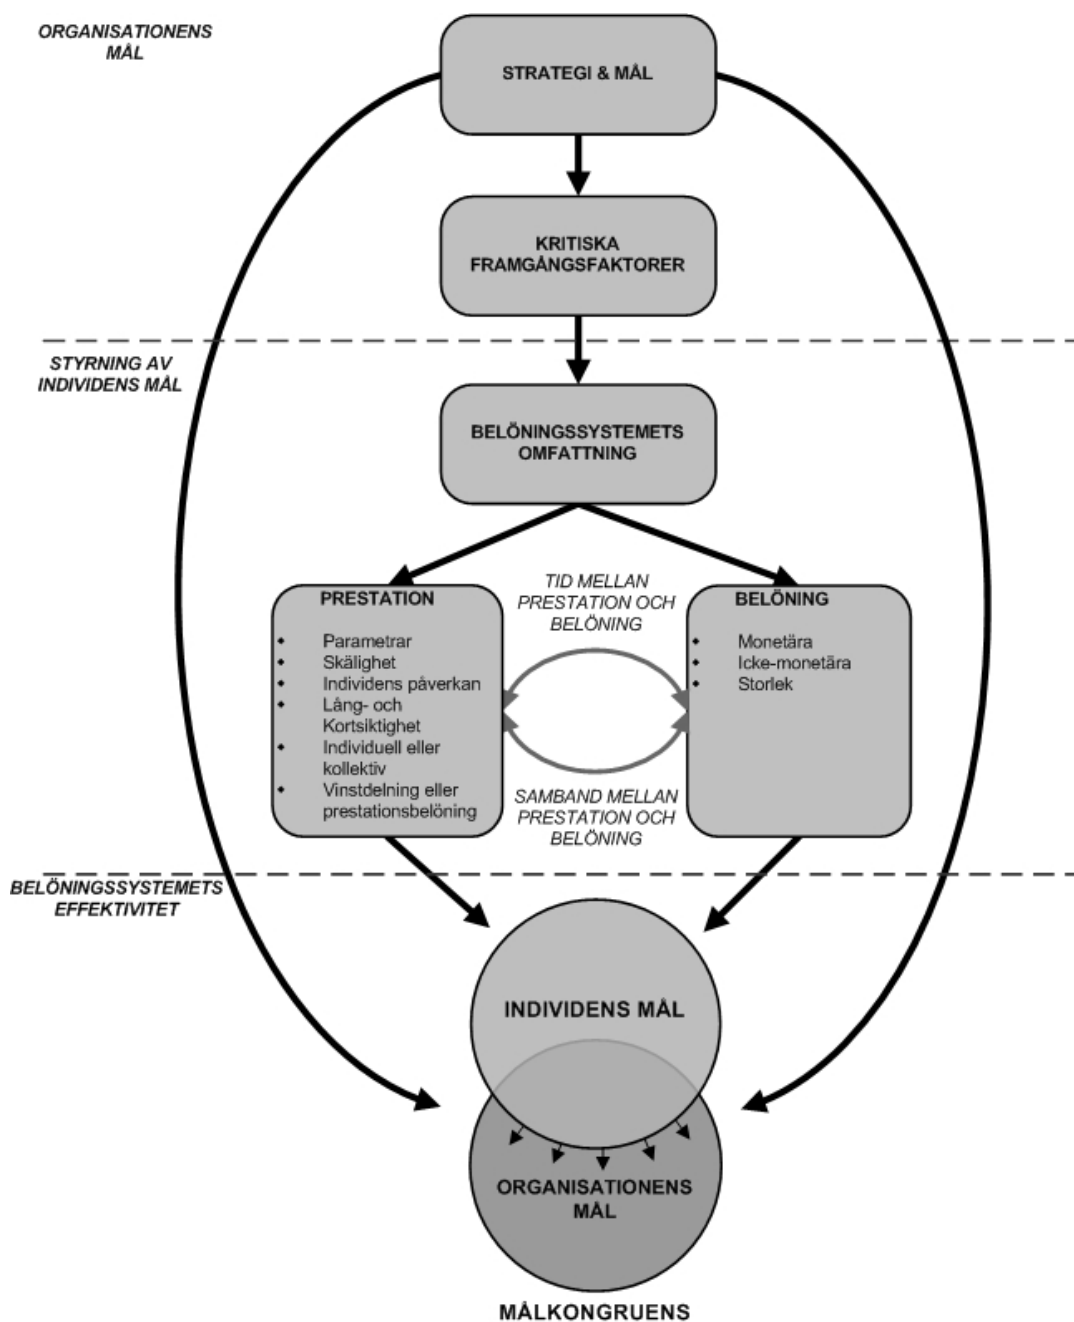 ORGANISATIONENS
MÅL
STRATEGI & MÅL
KRITISKA
FRAMGÅNGSFAKTORER
STYRNING AV
INDIVIDENS MÅL
BELÖNINGSSYSTEMETS
OMFATTNING
PRESTATION
Parametrar
Skälighet
Individens påverkan
Lång- och
Kortsiktighet
Individuell eller
kollektiv
Vinstdelning eller
prestationsbelöning
TID MELLAN
PRESTATION OCH
BELÖNING
SAMBAND MELLAN
PRESTATION OCH
BELÖNING
BELÖNING
Monetära
Icke-monetära
Storlek
BELÖNINGSSYSTEMETS
EFFEKTIVITET
INDIVIDENS MÅL
ORGANISATIONENS
MÅL
MÅLKONGRUENS